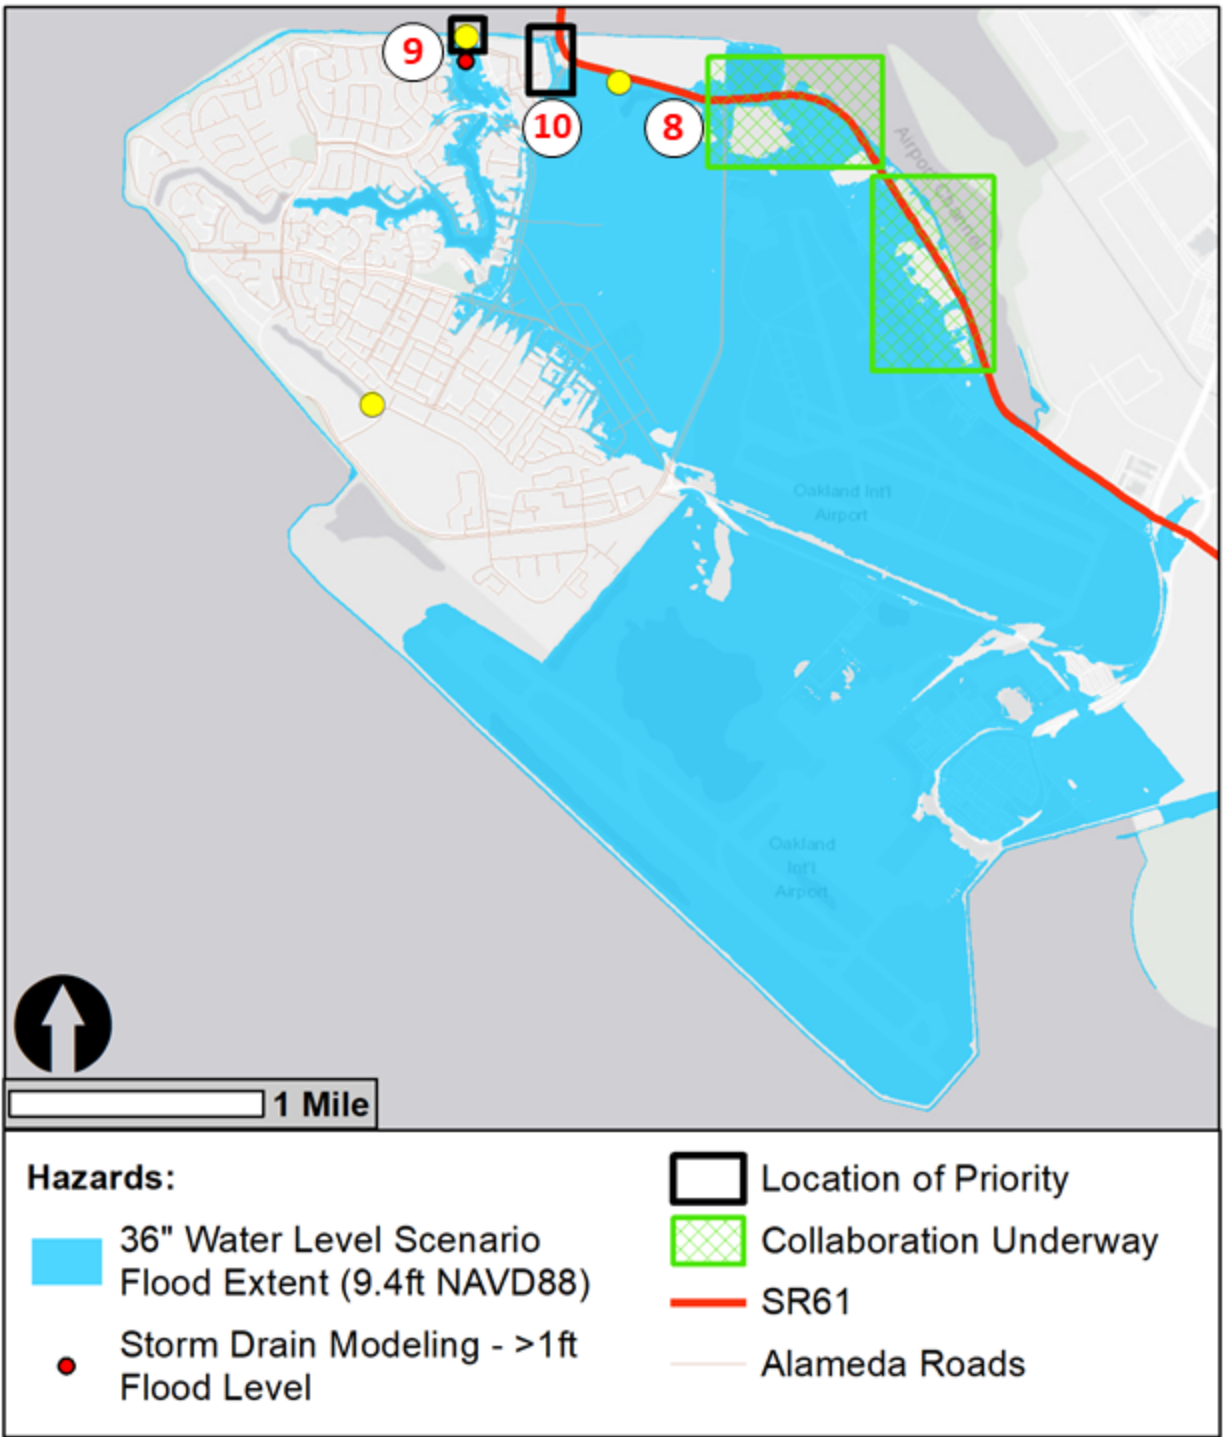 9
10
8
Airport Channel
Oakland Int'l
Airport
Oakland
Int'l
Airport
1 Mile
Hazards:
36" Water Level Scenario
Flood Extent (9.4ft NAVD88)
Storm Drain Modeling - >1ft
Flood Level
Location of Priority
Collaboration Underway
SR61
Alameda Roads